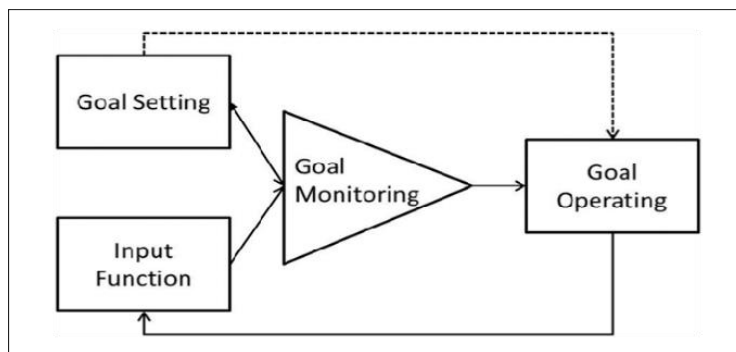 Goal Setting
Goal
Monitoring
Goal
Operating
Input
Function